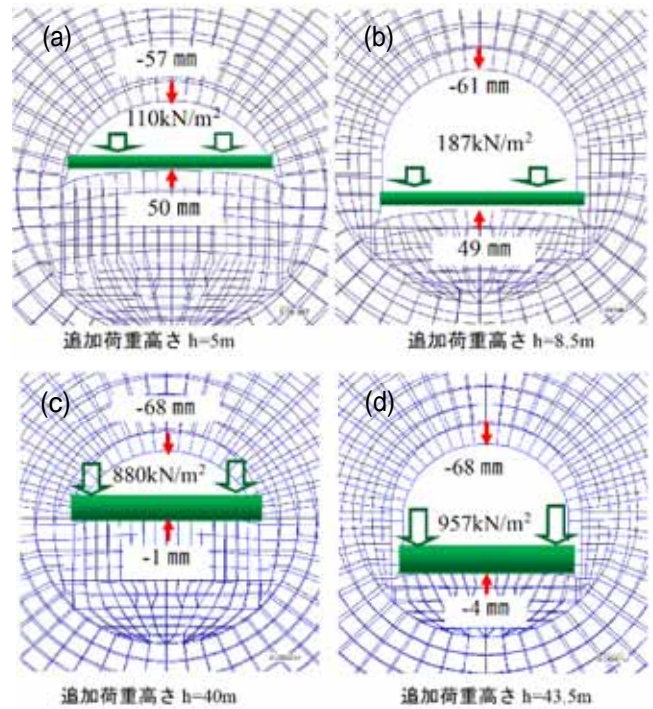 (a)
-57 mm
110kN/m²
50 mm
追加荷重高さ h=5m
(b)
-61 mm
187kN/m²
49 mm
追加荷重高さ h=8.5m
(c)
-68 mm
880kN/m²
-1 mm
追加荷重高さ h=40m
(d)
-68 mm
957kN/m²
-4 mm
追加荷重高さ h=43.5m